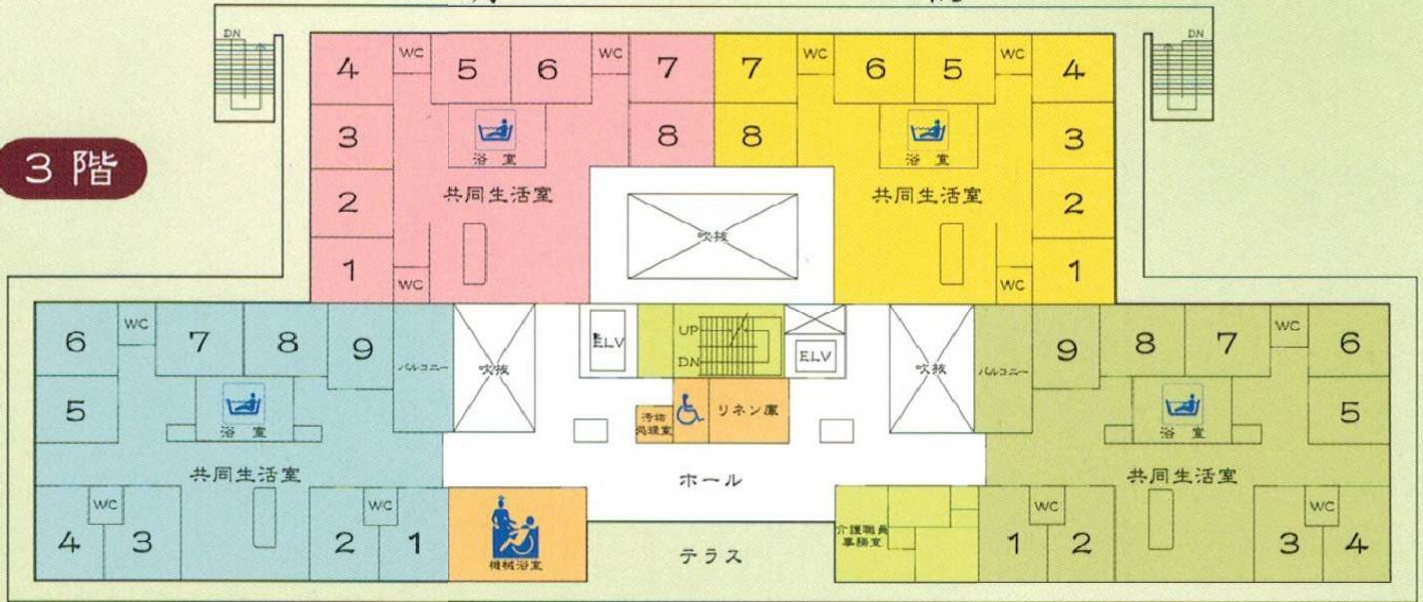 DN
DN
4
WC
5
6
WC
7
7
WC
6
5
WC
4
3
8
8
3
浴室
浴室
3階
2
共同生活室
共同生活室
2
吹抜
1
WC
WC
1
6
WC
7
8
9
バルコニー
吹抜
ELV
UP
DN
ELV
吹抜
バルコニー
9
8
7
WC
6
5
浴室
汚物
処理室
リネン庫
浴室
5
共同生活室
ホール
共同生活室
4
WC
3
2
WC
1
機械浴室
テラス
介護職員
事務室
1
WC
2
3
WC
4